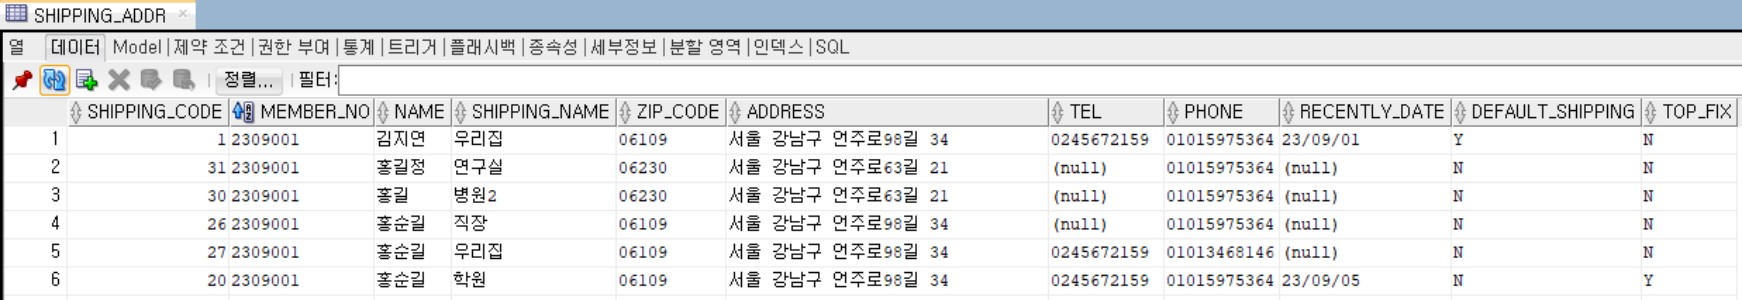 SHIPPING_ADDR
열 데이터 Model |제약 조건 |권한 부여 |통계 |트리거 |플래시백 |종속성 |세부정보 |분할 영역 |인덱스 |SQL
정렬... 필터:
SHIPPING_CODE MEMBER_NO NAME SHIPPING_NAME ZIP_CODE ADDRESS TEL PHONE RECENTLY_DATE DEFAULT_SHIPPING TOP_FIX
1 1 2309001 김지연 우리집 06109 서울 강남구 언주로98길 34 0245672159 01015975364 23/09/01 Y N
2 31 2309001 홍길정 연구실 06230 서울 강남구 언주로63길 21 (null) 01015975364 (null) N N
3 30 2309001 홍길 병원2 06230 서울 강남구 언주로63길 21 (null) 01015975364 (null) N N
4 26 2309001 홍순길 직장 06109 서울 강남구 언주로98길 34 (null) 01015975364 (null) N N
5 27 2309001 홍순길 우리집 06109 서울 강남구 언주로98길 34 0245672159 01013468146 (null) N N
6 20 2309001 홍순길 학원 06109 서울 강남구 언주로98길 34 0245672159 01015975364 23/09/05 N Y